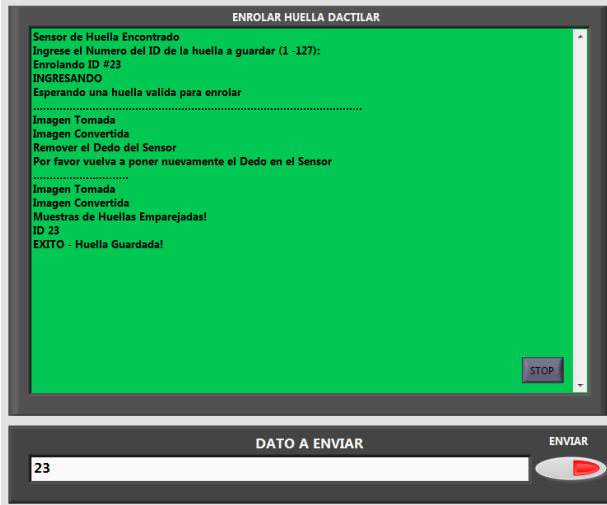 ENROLAR HUELLA DACTILAR
Sensor de Huella Encontrado
Ingrese el Numero del ID de la huella a guardar (1 -127):
Enrolando ID #23
INGRESANDO
Esperando una huella valida para enrolar
....................................................................................................
Imagen Tomada
Imagen Convertida
Remover el Dedo del Sensor
Por favor vuelva a poner nuevamente el Dedo en el Sensor
.............................
Imagen Tomada
Imagen Convertida
Muestras de Huellas Emparejadas!
ID 23
EXITO - Huella Guardada!
STOP
DATO A ENVIAR
ENVIAR
23